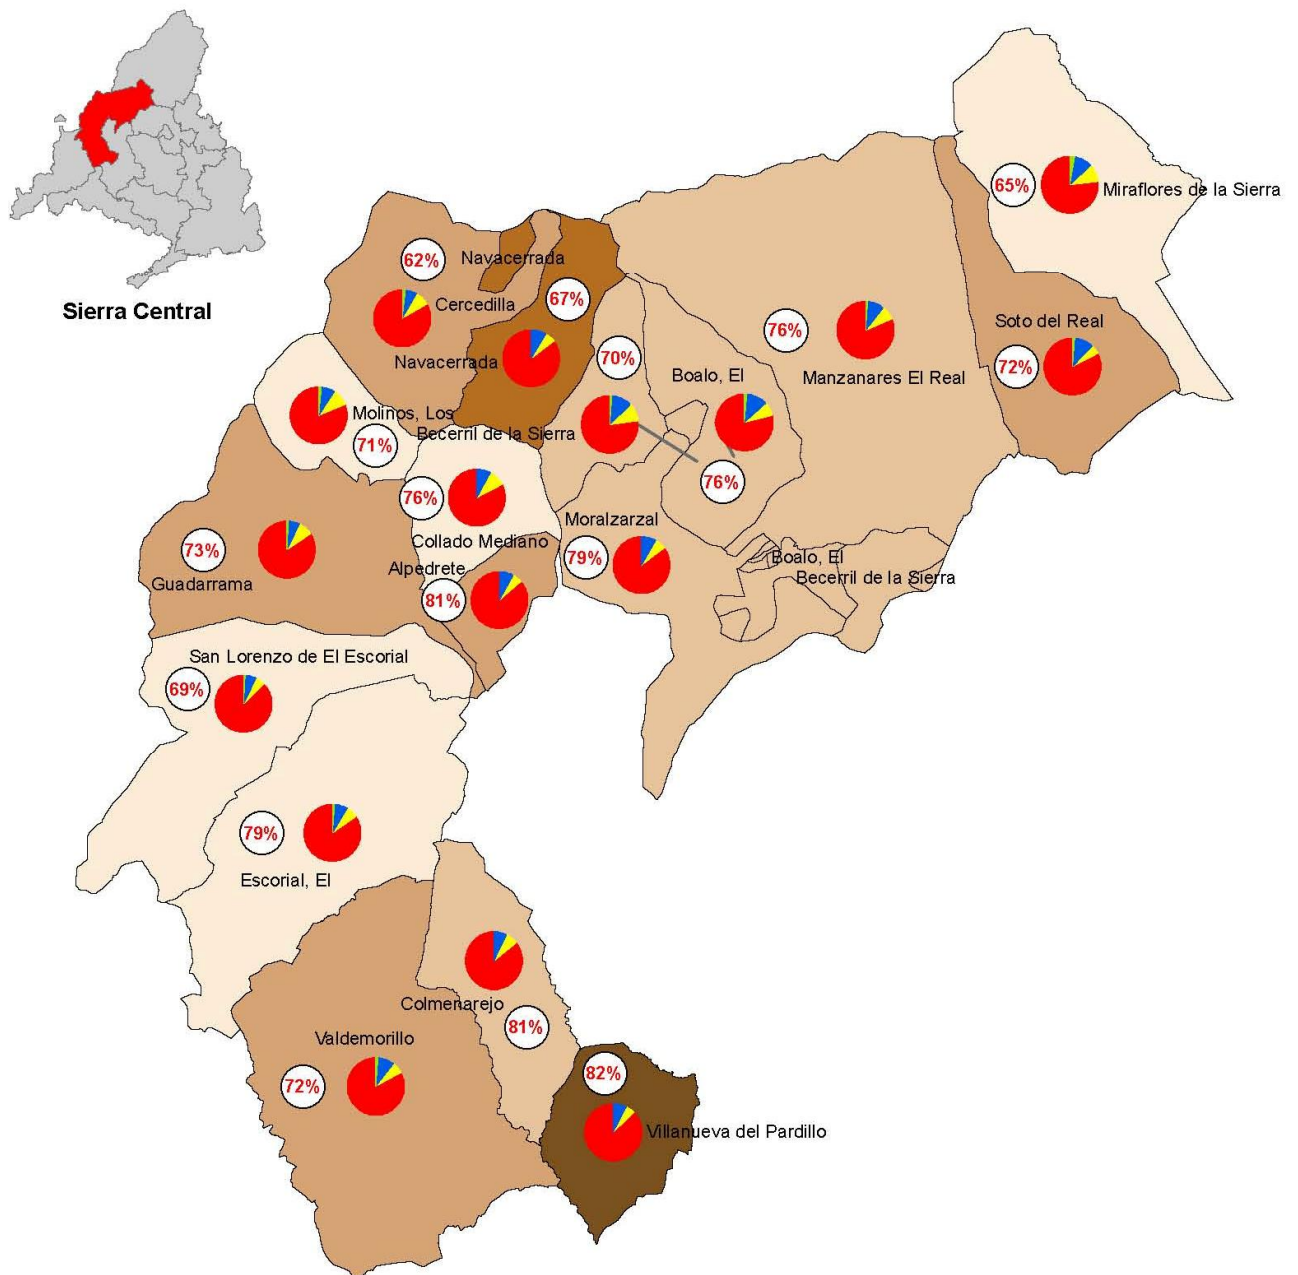 Sierra Central
65%
Miraflores de la Sierra
62%
Navacerrada
Cercedilla
67%
Navacerrada
70%
Boalo, El
76%
Manzanares El Real
Soto del Real
72%
Molinos, Los
71%
Becerril de la Sierra
76%
76%
Collado Mediano
Moralzarzal
79%
73%
Guadarrama
Alpedrete
81%
Boalo, El
Becerril de la Sierra
San Lorenzo de El Escorial
69%
79%
Escorial, El
Colmenarejo
81%
Valdemorillo
72%
82%
Villanueva del Pardillo